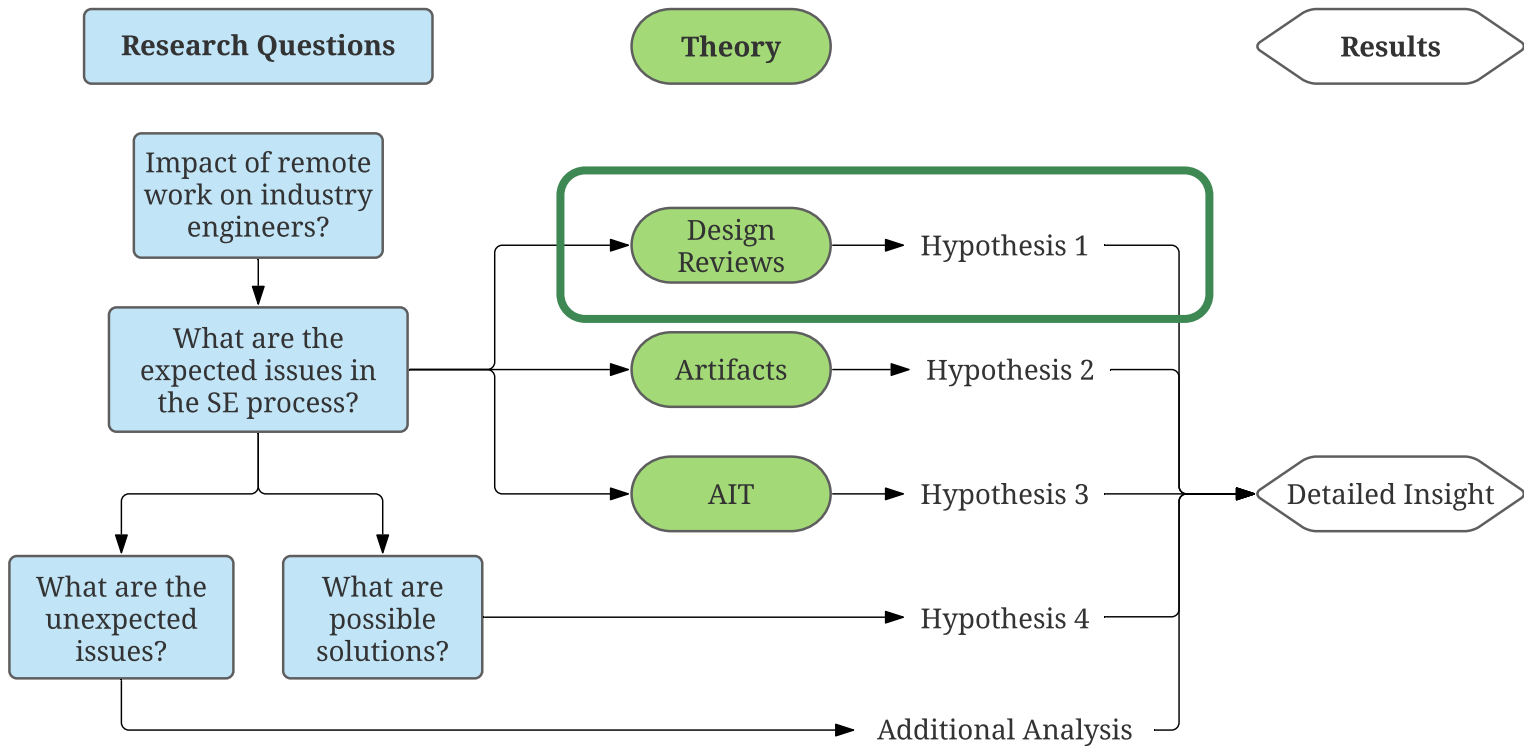 Research Questions
Theory
Results
Impact of remote
work on industry
engineers?
Design
Reviews
Hypothesis 1
What are the
expected issues in
the SE process?
Artifacts
Hypothesis 2
AIT
Hypothesis 3
Detailed Insight
What are the
unexpected
issues?
What are
possible
solutions?
Hypothesis 4
Additional Analysis